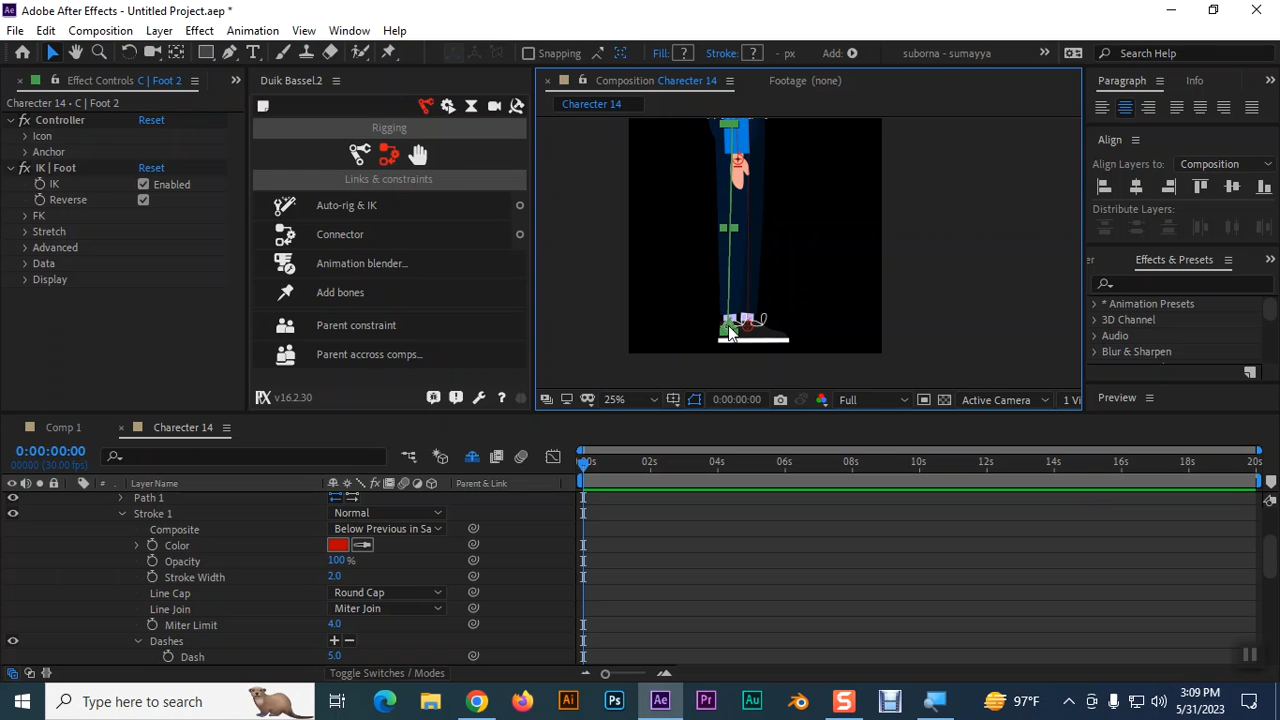 Adobe After Effects - Untitled Project.aep *
File Edit Composition Layer Effect Animation View Window Help
Snapping Fill: ? Stroke: ? - px Add: suborna - sumayya Search Help
Effect Controls C | Foot 2
Duik Bassel.2
Composition Charecter 14
Footage (none)
Paragraph Info
Charecter 14 · C | Foot 2
Charecter 14
Controller Reset
Icon
Anchor
IK | Foot Reset
IK Enabled
Reverse
FK
Stretch
Advanced
Data
Display
Rigging
Links & constraints
Auto-rig & IK
Connector
Animation blender...
Add bones
Parent constraint
Parent accross comps...
v16.2.30
25% 0:00:00:00 Full Active Camera 1 Vi
Align
Align Layers to: Composition
Distribute Layers:
er Effects & Presets
* Animation Presets
3D Channel
Audio
Blur & Sharpen
Preview
Comp 1 Charecter 14
0:00:00:00
00000 (30.00 fps)
:00s 02s 04s 06s 08s 10s 12s 14s 16s 18s 20s
# Layer Name Parent & Link
Path 1
Stroke 1 Normal
Composite Below Previous in Sa
Color
Opacity 100 %
Stroke Width 2.0
Line Cap Round Cap
Line Join Miter Join
Miter Limit 4.0
Dashes + −
Dash 5.0
Toggle Switches / Modes
Type here to search
97°F
3:09 PM
5/31/2023